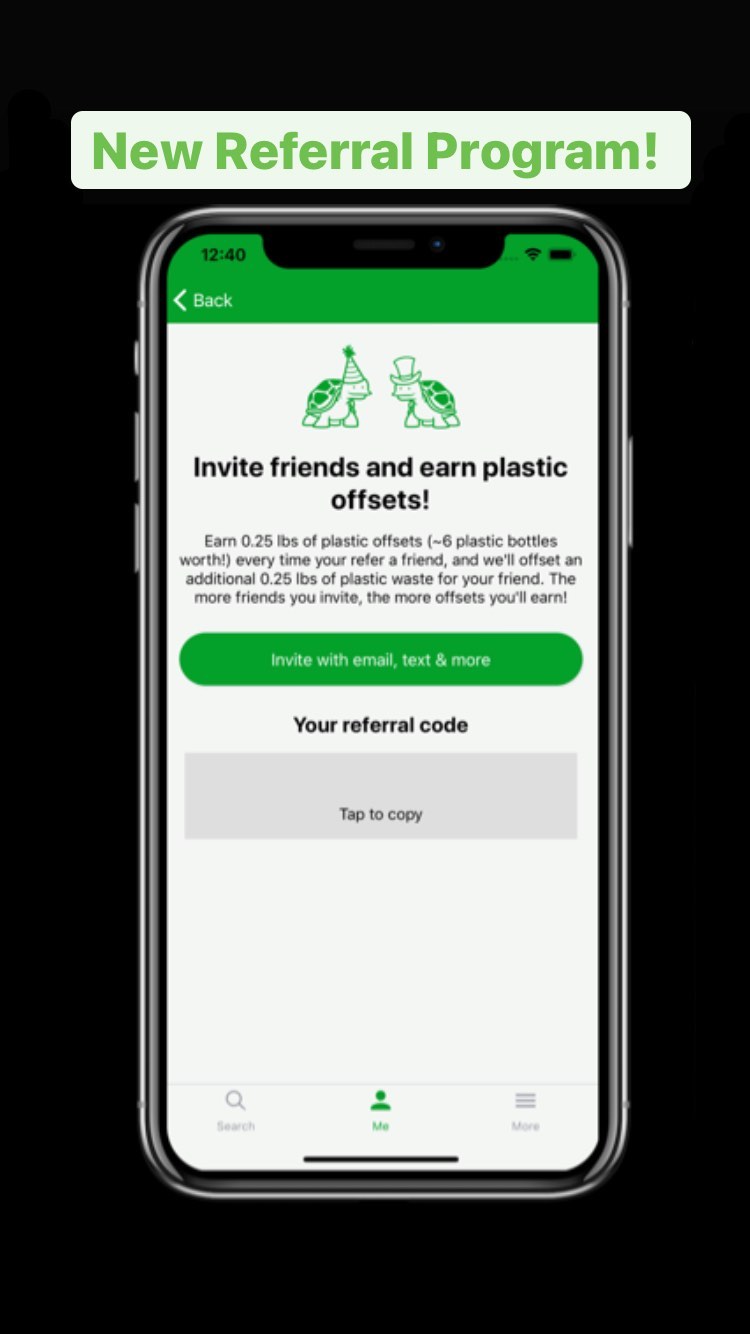 New Referral Program!
12:40
Back
Invite friends and earn plastic
offsets!
Earn 0.25 lbs of plastic offsets (~6 plastic bottles
worth!) every time your refer a friend, and we'll offset an
additional 0.25 lbs of plastic waste for your friend. The
more friends you invite, the more offsets you'll earn!
Invite with email, text & more
Your referral code
Tap to copy
Search Me More